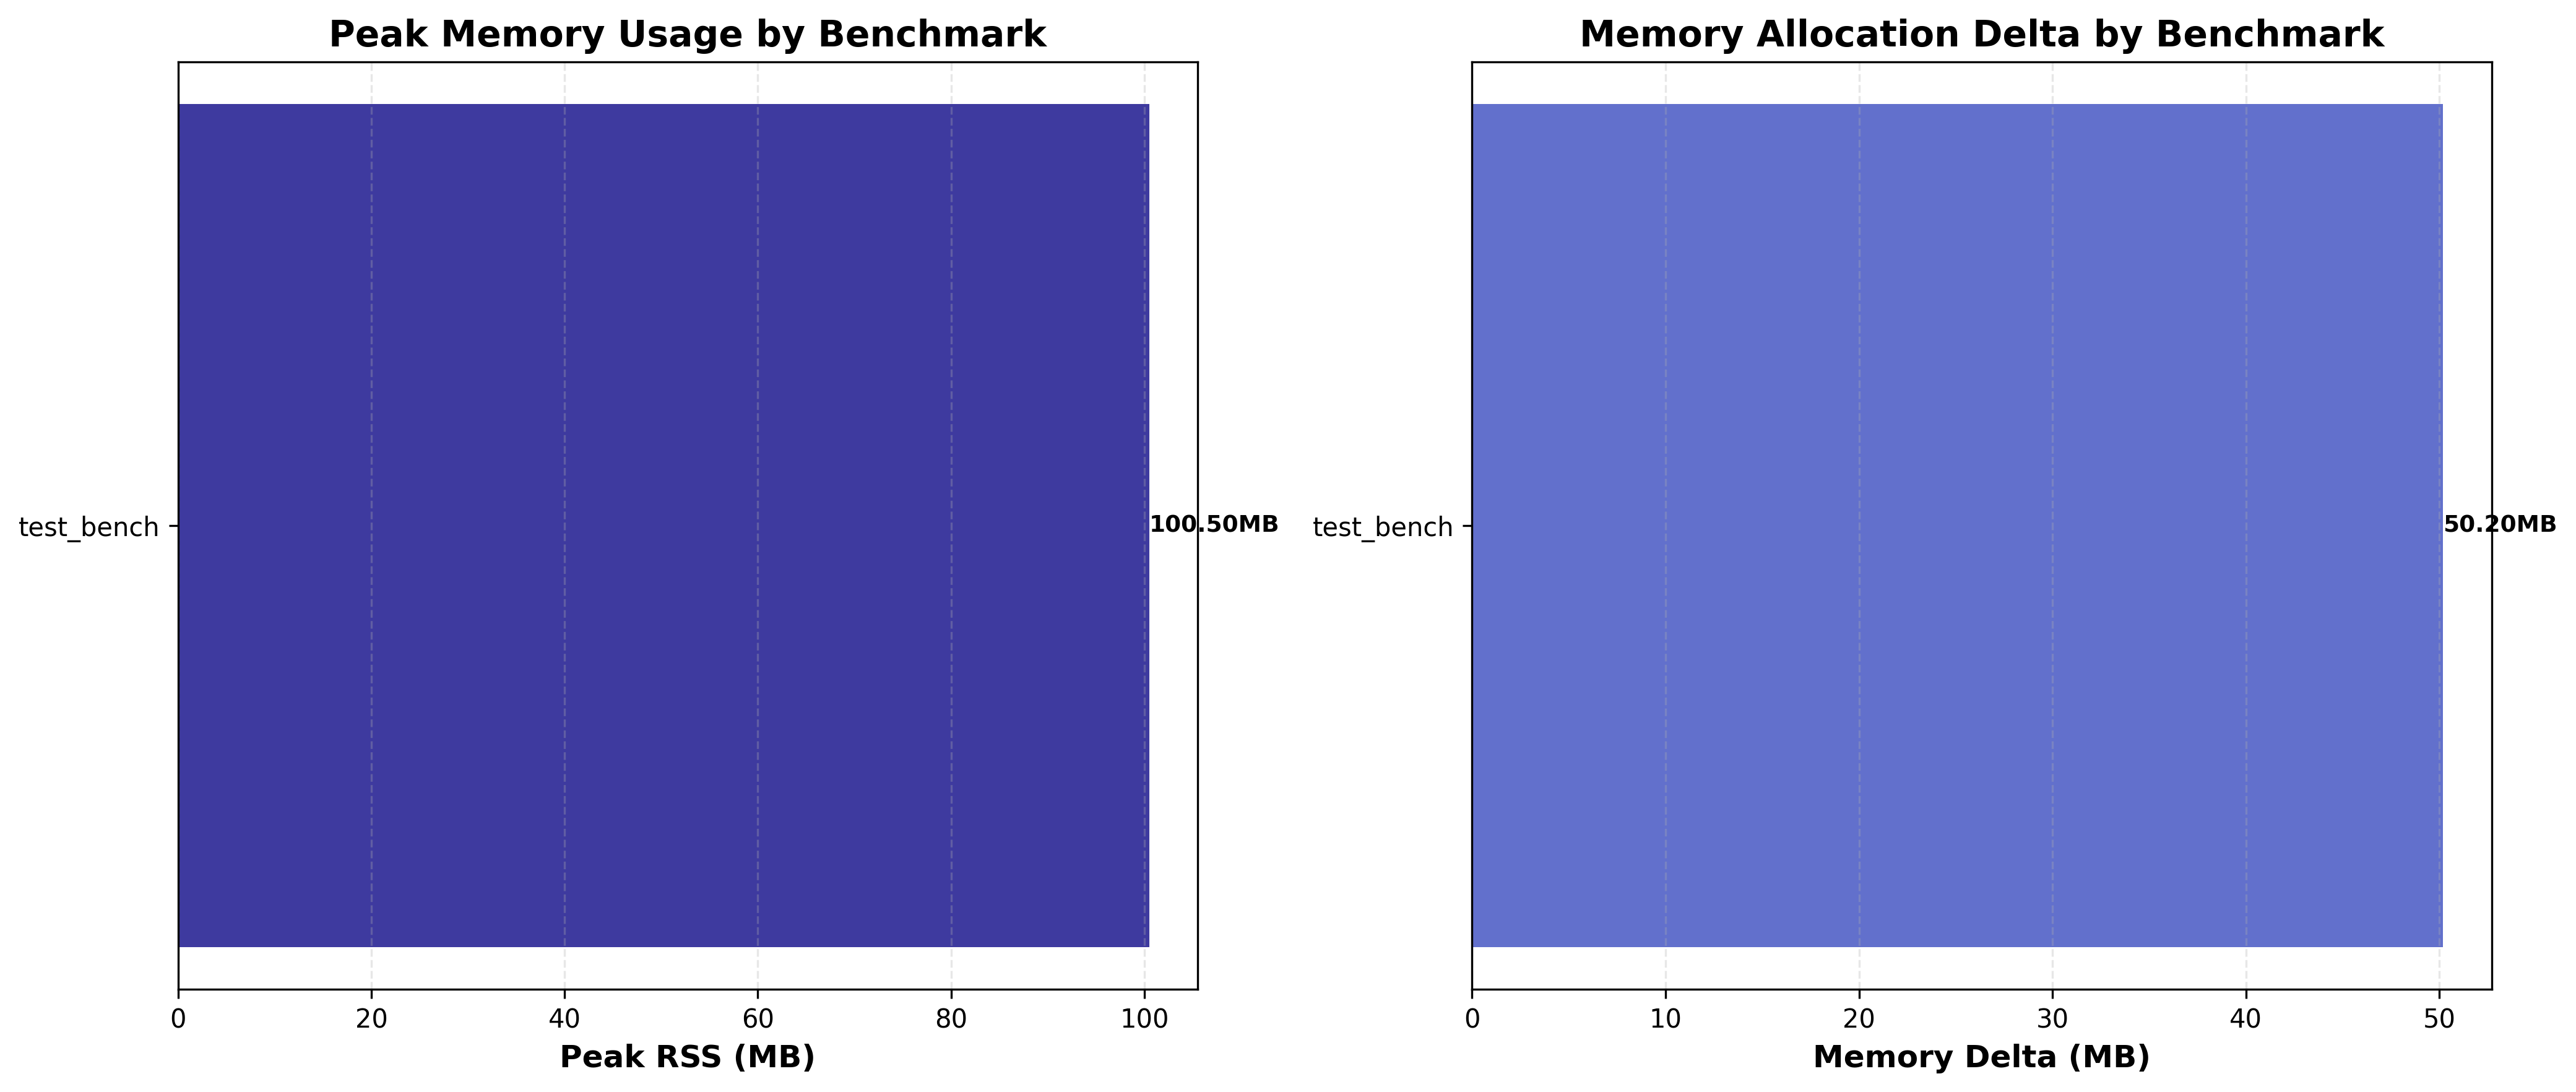 Peak Memory Usage by Benchmark
test_bench
100.50MB
0 20 40 60 80 100
Peak RSS (MB)
Memory Allocation Delta by Benchmark
test_bench
50.20MB
0 10 20 30 40 50
Memory Delta (MB)